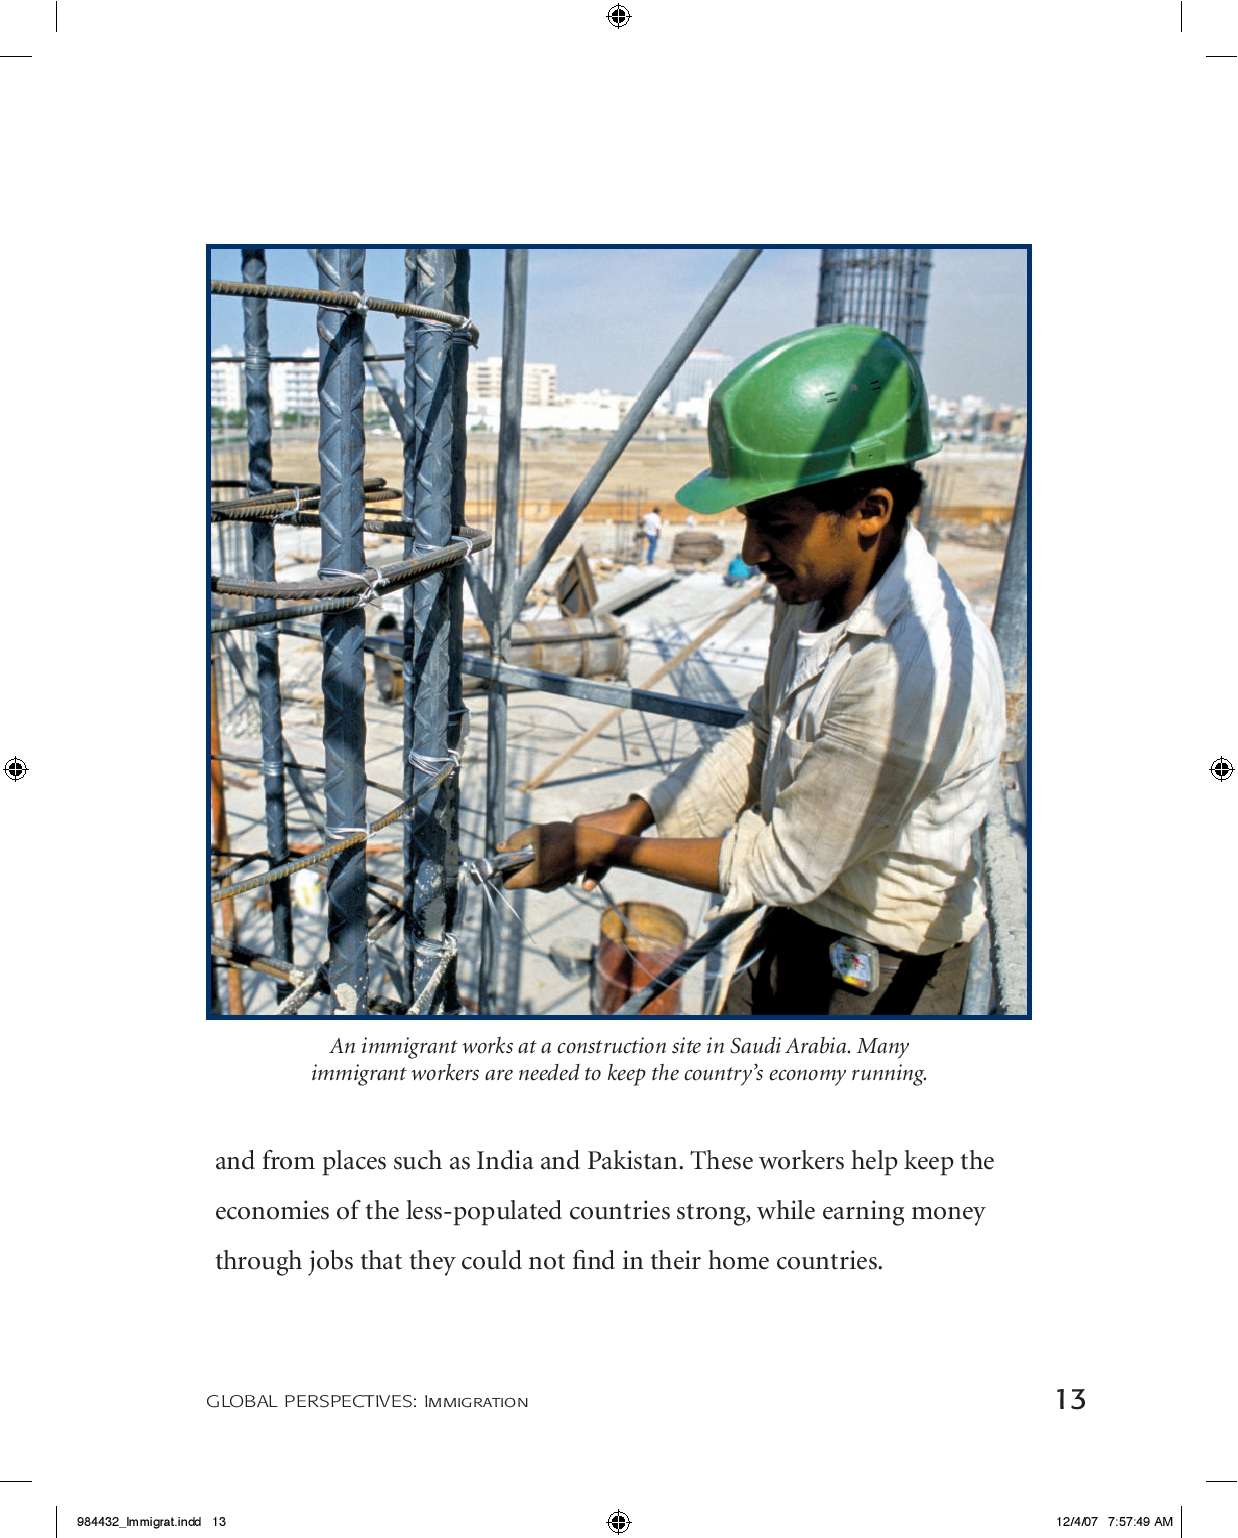 An immigrant works at a construction site in Saudi Arabia. Many
immigrant workers are needed to keep the country's economy running.
and from places such as India and Pakistan. These workers help keep the
economies of the less-populated countries strong, while earning money
through jobs that they could not find in their home countries.
GLOBAL PERSPECTIVES: Immigration 13
984432_Immigrat.indd 13 12/4/07 7:57:49 AM